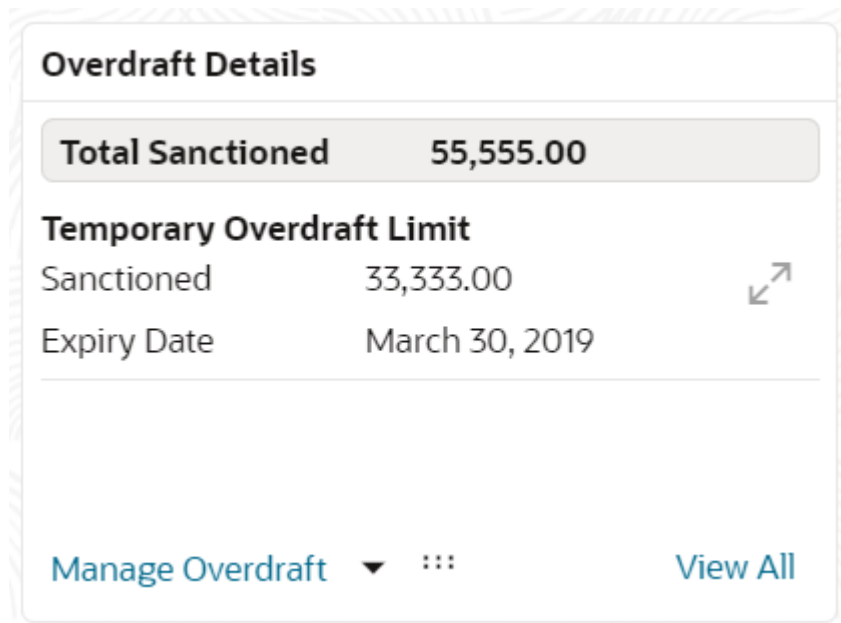 Overdraft Details
Total Sanctioned 55,555.00
Temporary Overdraft Limit
Sanctioned 33,333.00
Expiry Date March 30, 2019
Manage Overdraft View All